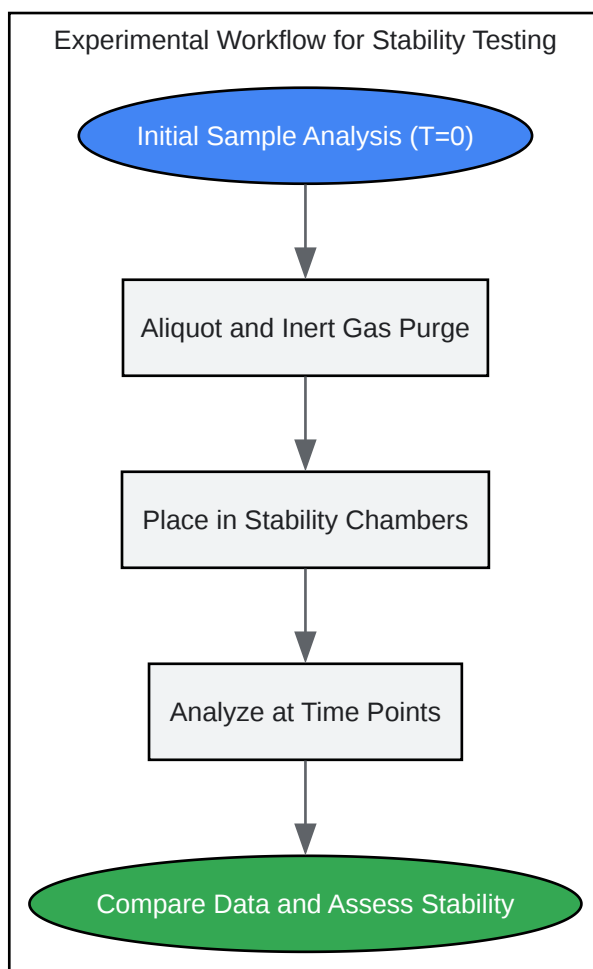 Experimental Workflow for Stability Testing
Initial Sample Analysis (T=0)
Aliquot and Inert Gas Purge
Place in Stability Chambers
Analyze at Time Points
Compare Data and Assess Stability